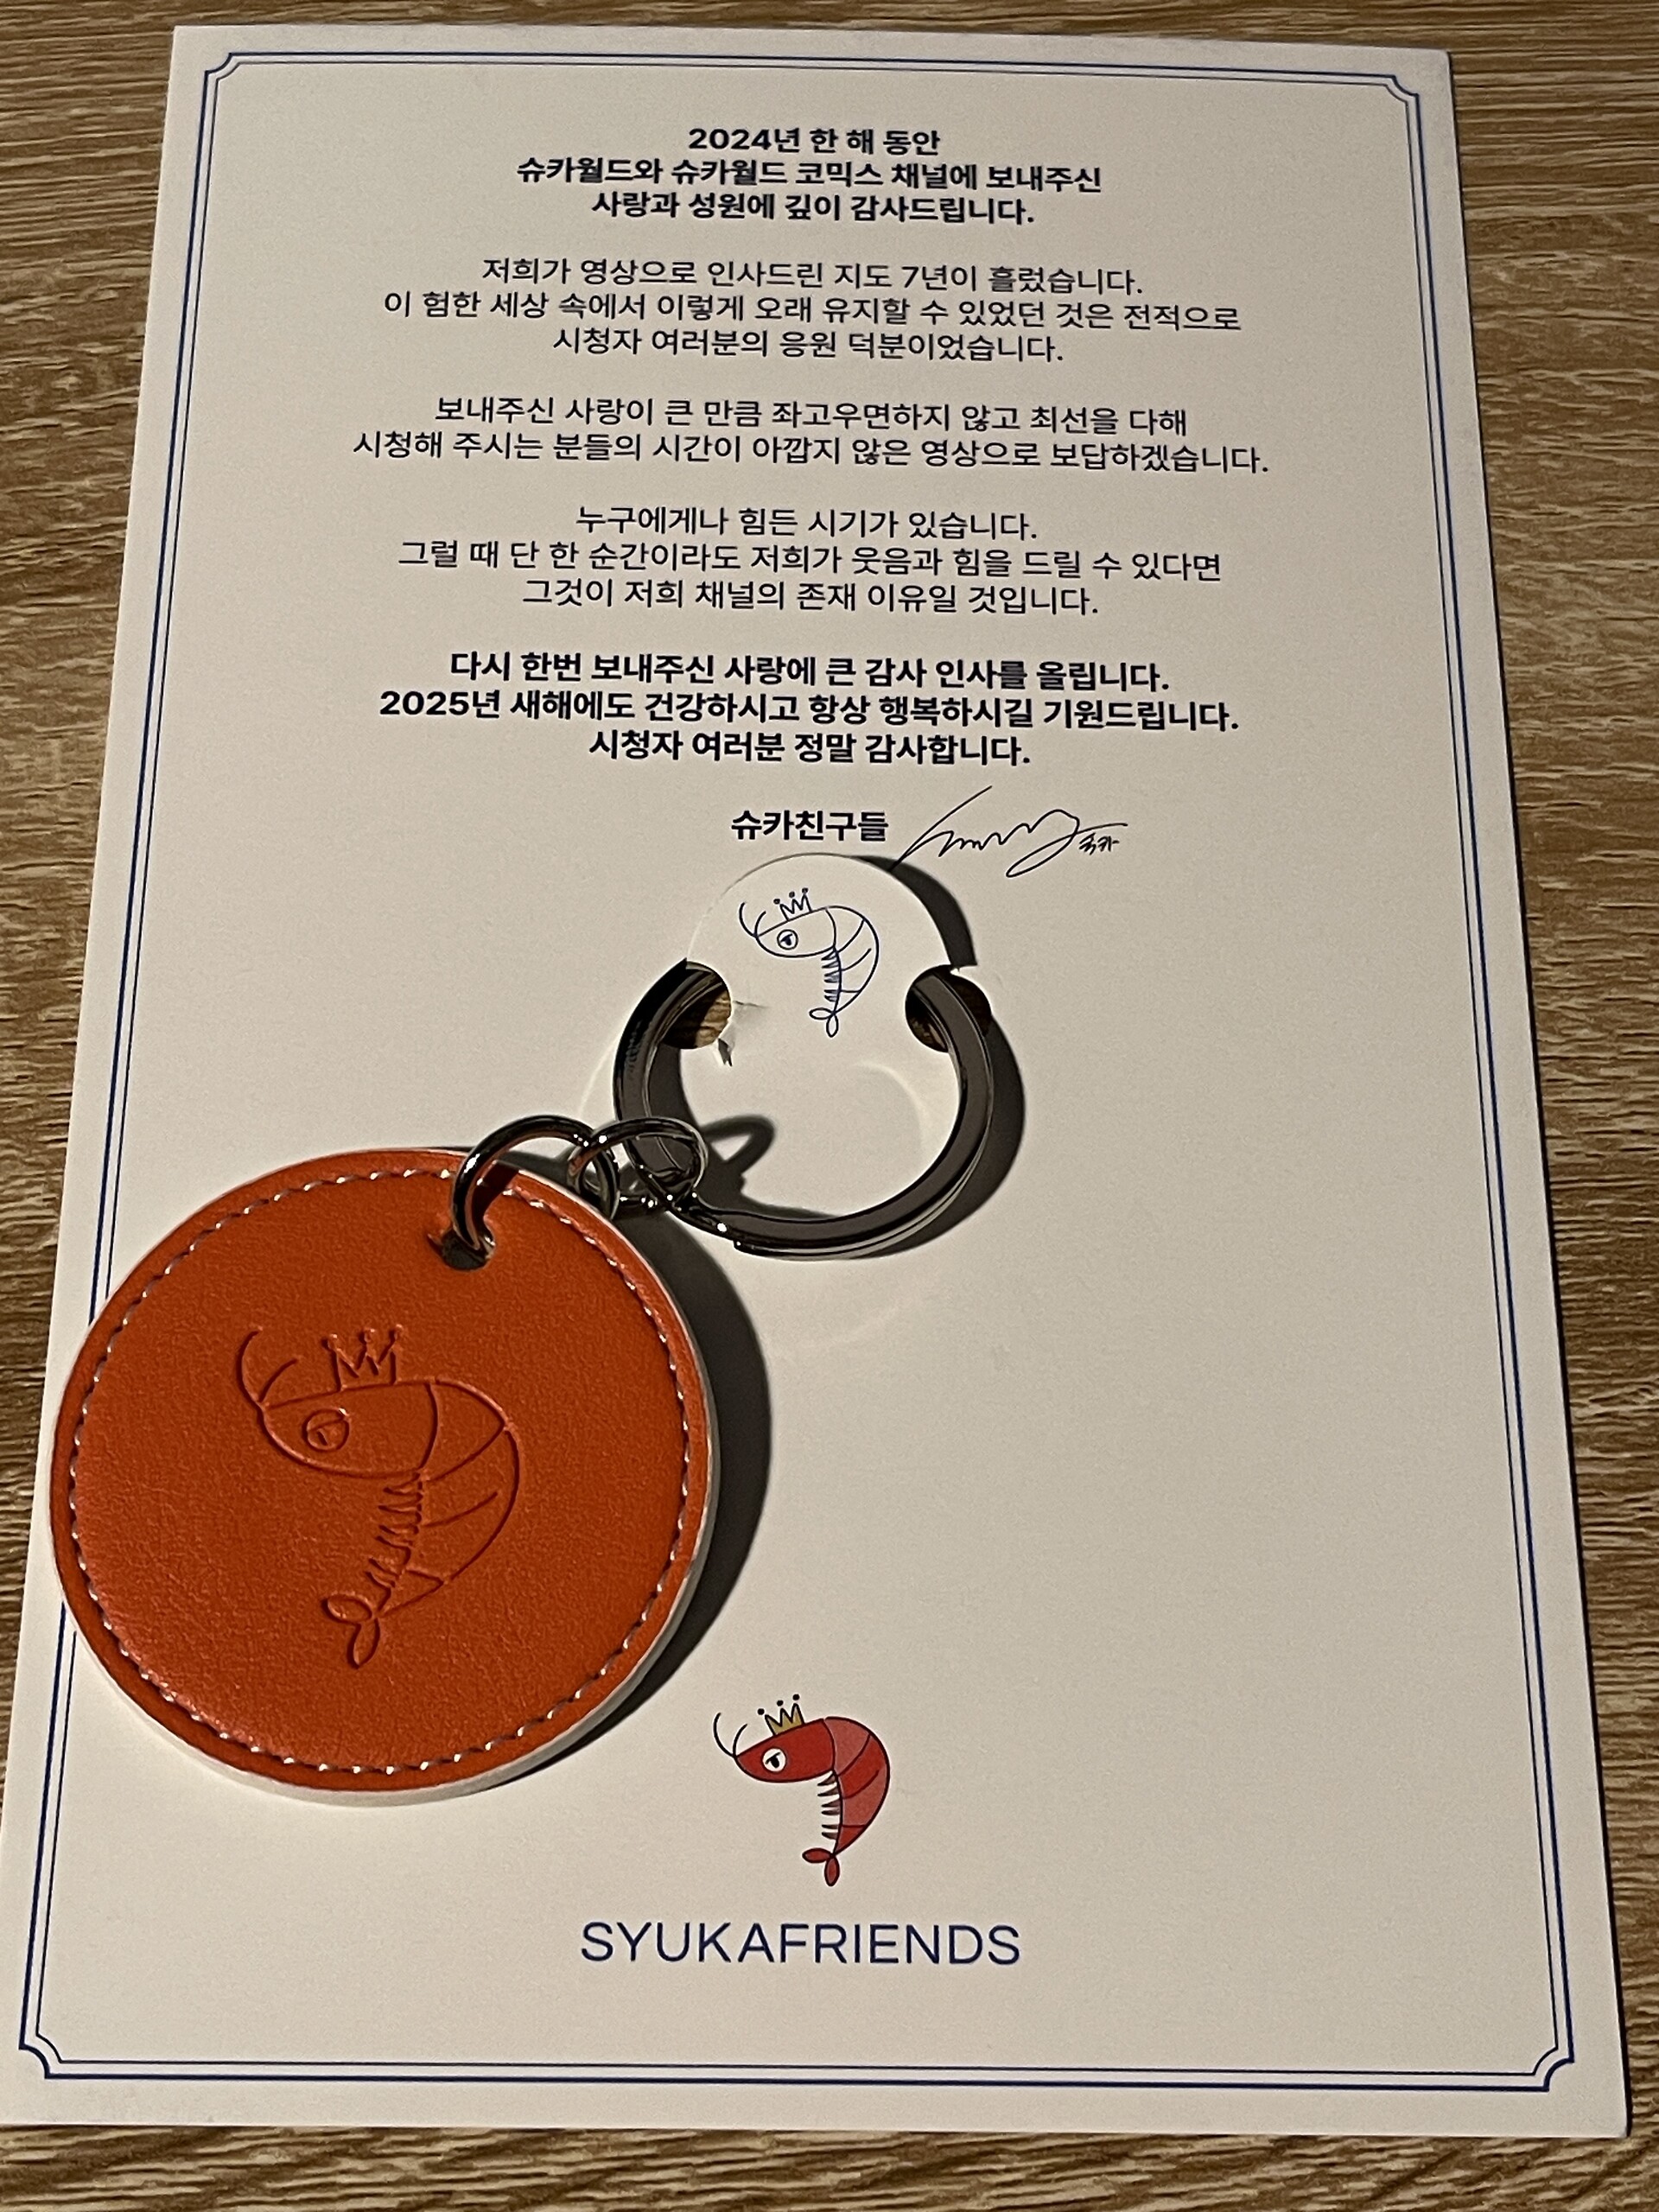 2024년 한 해 동안
슈카월드와 슈카월드 코믹스 채널에 보내주신
사랑과 성원에 깊이 감사드립니다.
저희가 영상으로 인사드린 지도 7년이 흘렀습니다.
이 험한 세상 속에서 이렇게 오래 유지할 수 있었던 것은 전적으로
시청자 여러분의 응원 덕분이었습니다.
보내주신 사랑이 큰 만큼 좌고우면하지 않고 최선을 다해
시청해 주시는 분들의 시간이 아깝지 않은 영상으로 보답하겠습니다.
누구에게나 힘든 시기가 있습니다.
그럴 때 단 한 순간이라도 저희가 웃음과 힘을 드릴 수 있다면
그것이 저희 채널의 존재 이유일 것입니다.
다시 한번 보내주신 사랑에 큰 감사 인사를 올립니다.
2025년 새해에도 건강하시고 항상 행복하시길 기원드립니다.
시청자 여러분 정말 감사합니다.
슈카친구들 슈카
SYUKAFRIENDS